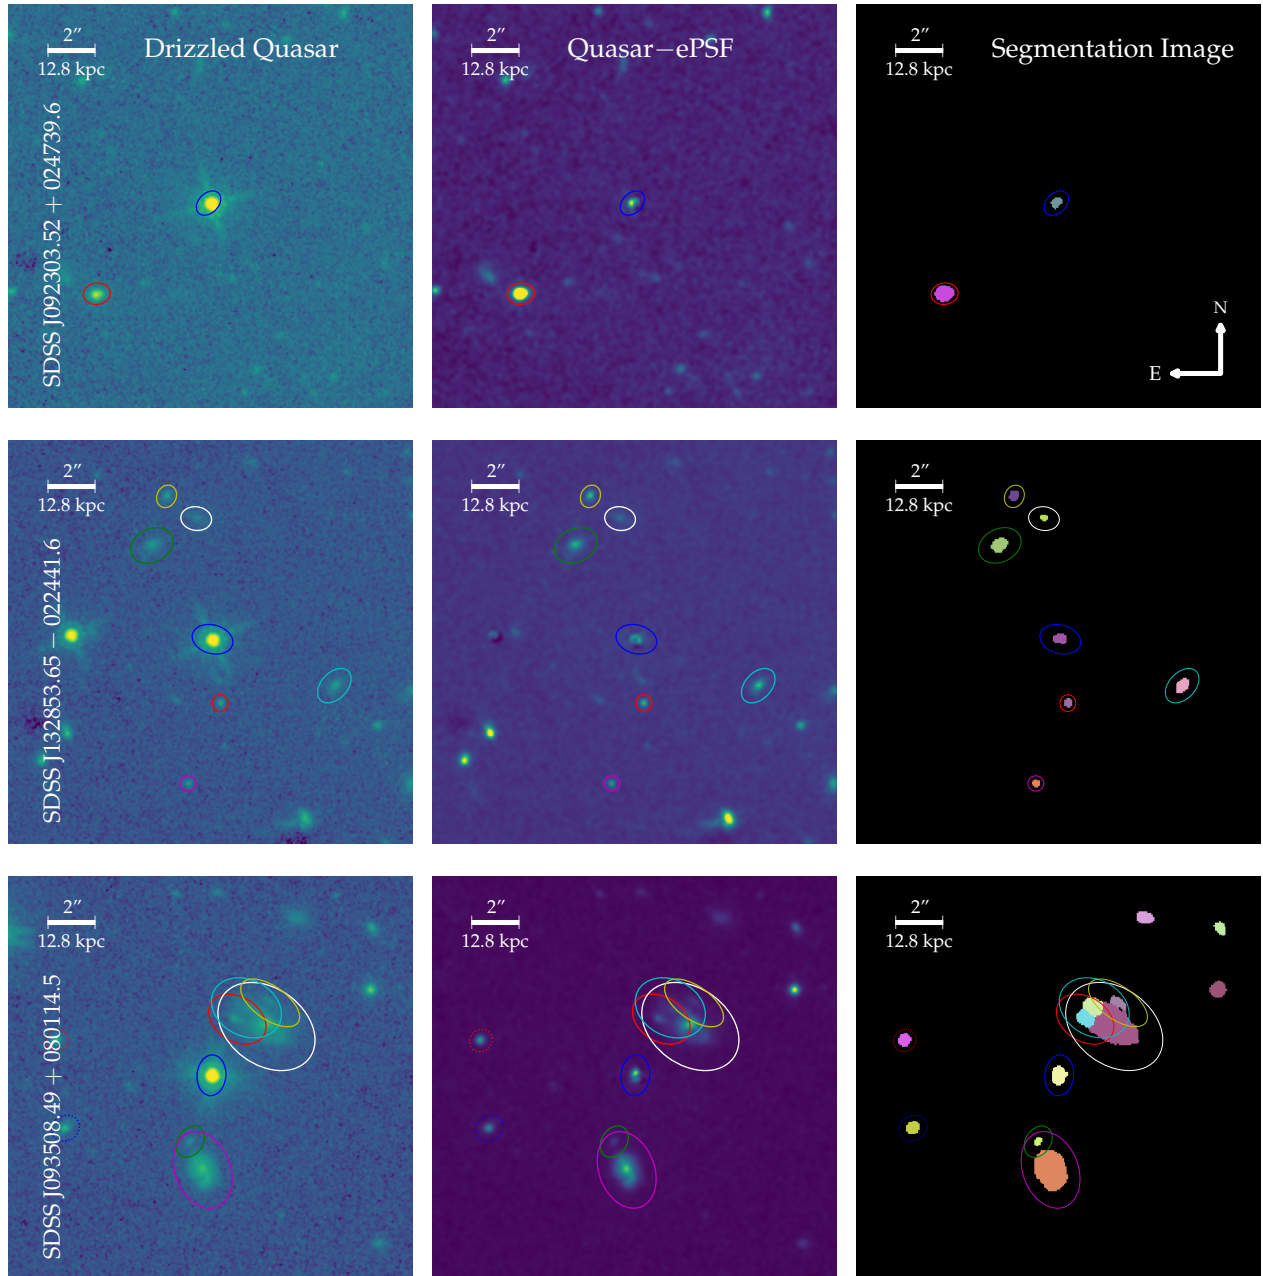 2″
12.8 kpc
Drizzled Quasar
SDSS J092303.52 + 024739.6
2″
12.8 kpc
Quasar−ePSF
2″
12.8 kpc
Segmentation Image
N
E
2″
12.8 kpc
SDSS J132853.65 − 022441.6
2″
12.8 kpc
2″
12.8 kpc
2″
12.8 kpc
SDSS J093508.49 + 080114.5
2″
12.8 kpc
2″
12.8 kpc